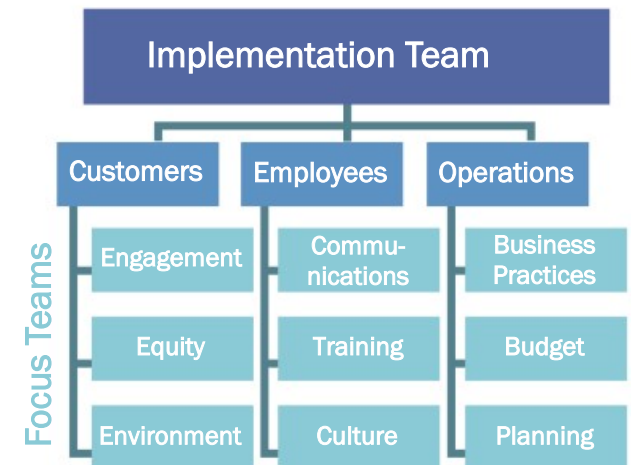 Implementation Team
Customers
Employees
Operations
Focus Teams
Engagement
Commu-
nications
Business
Practices
Equity
Training
Budget
Environment
Culture
Planning